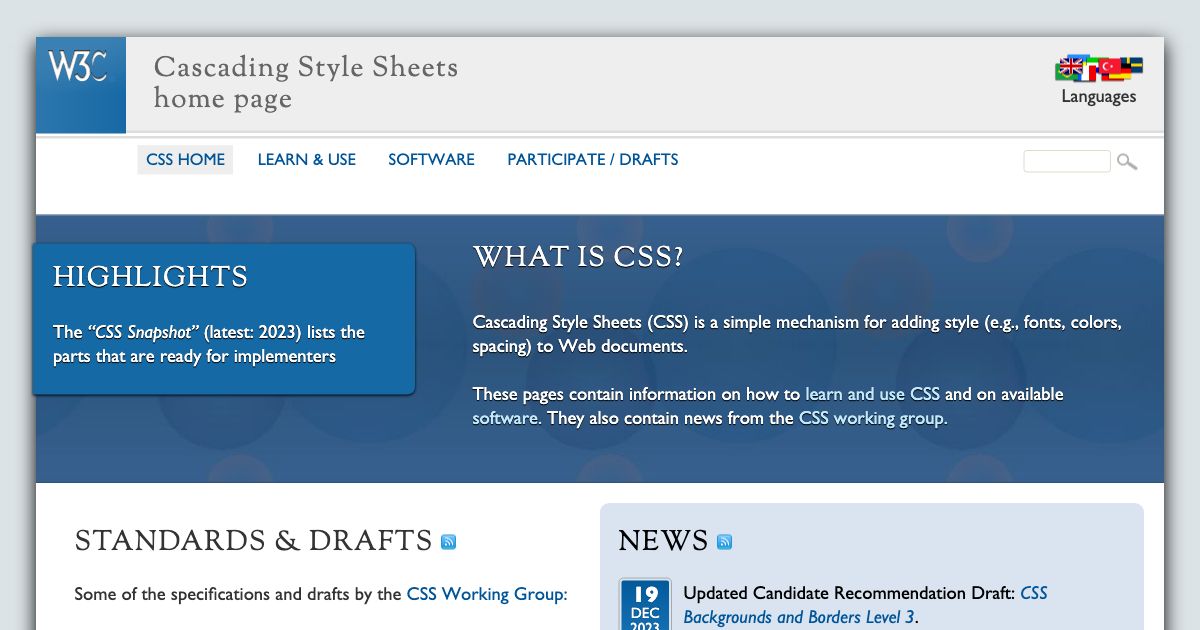 W3C
Cascading Style Sheets
home page
Languages
CSS HOME LEARN & USE SOFTWARE PARTICIPATE / DRAFTS
HIGHLIGHTS
The “CSS Snapshot” (latest: 2023) lists the
parts that are ready for implementers
WHAT IS CSS?
Cascading Style Sheets (CSS) is a simple mechanism for adding style (e.g., fonts, colors,
spacing) to Web documents.
These pages contain information on how to learn and use CSS and on available
software. They also contain news from the CSS working group.
STANDARDS & DRAFTS
Some of the specifications and drafts by the CSS Working Group:
NEWS
19
DEC
2023
Updated Candidate Recommendation Draft: CSS
Backgrounds and Borders Level 3.